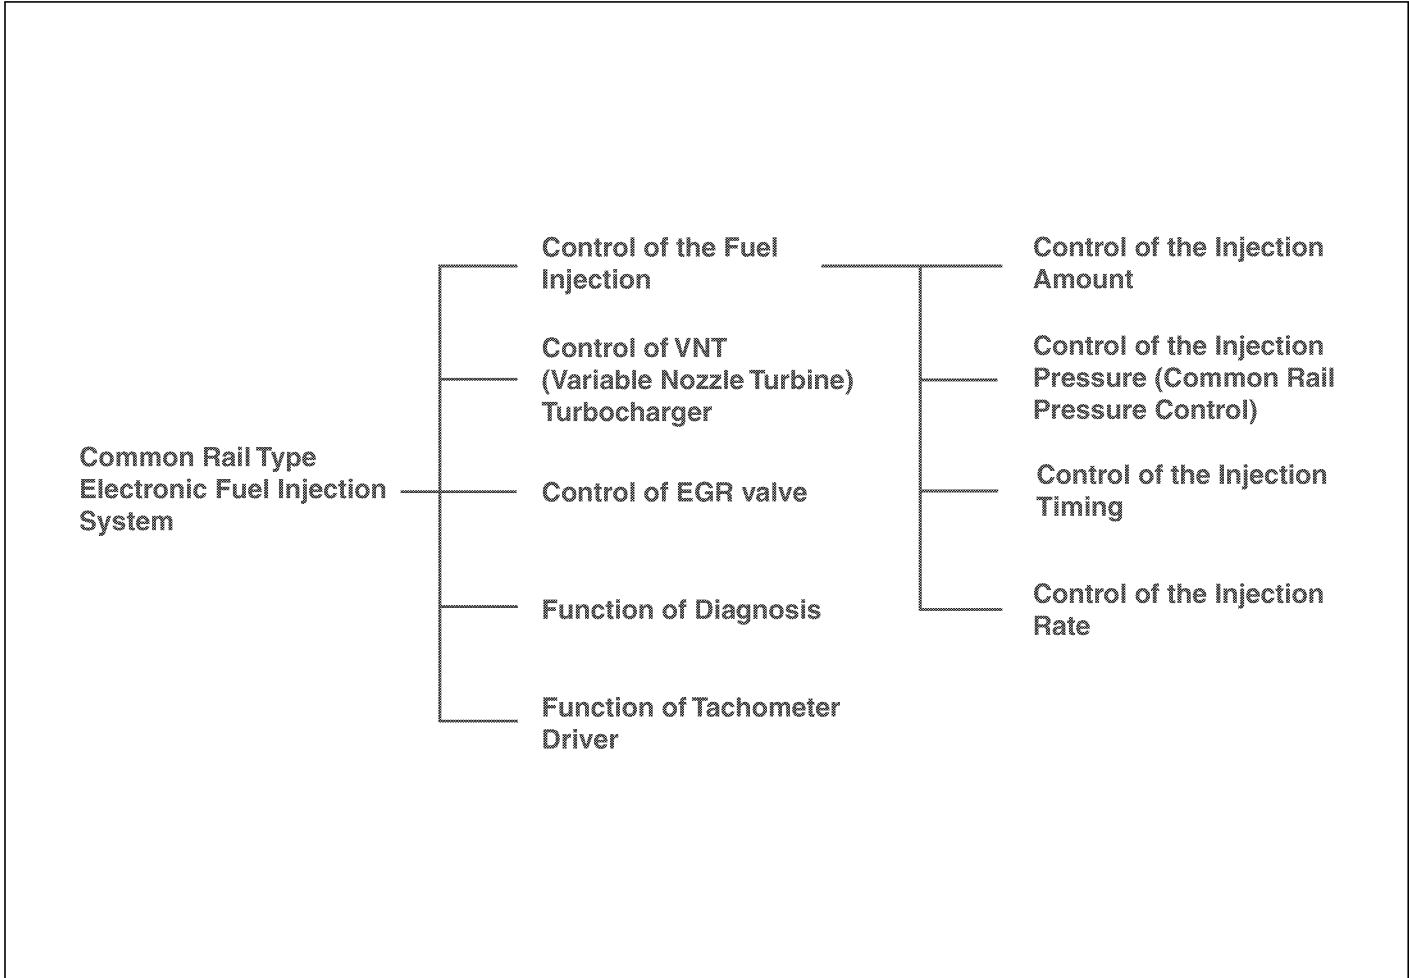 Common Rail Type
Electronic Fuel Injection
System
Control of the Fuel
Injection
Control of VNT
(Variable Nozzle Turbine)
Turbocharger
Control of EGR valve
Function of Diagnosis
Function of Tachometer
Driver
Control of the Injection
Amount
Control of the Injection
Pressure (Common Rail
Pressure Control)
Control of the Injection
Timing
Control of the Injection
Rate